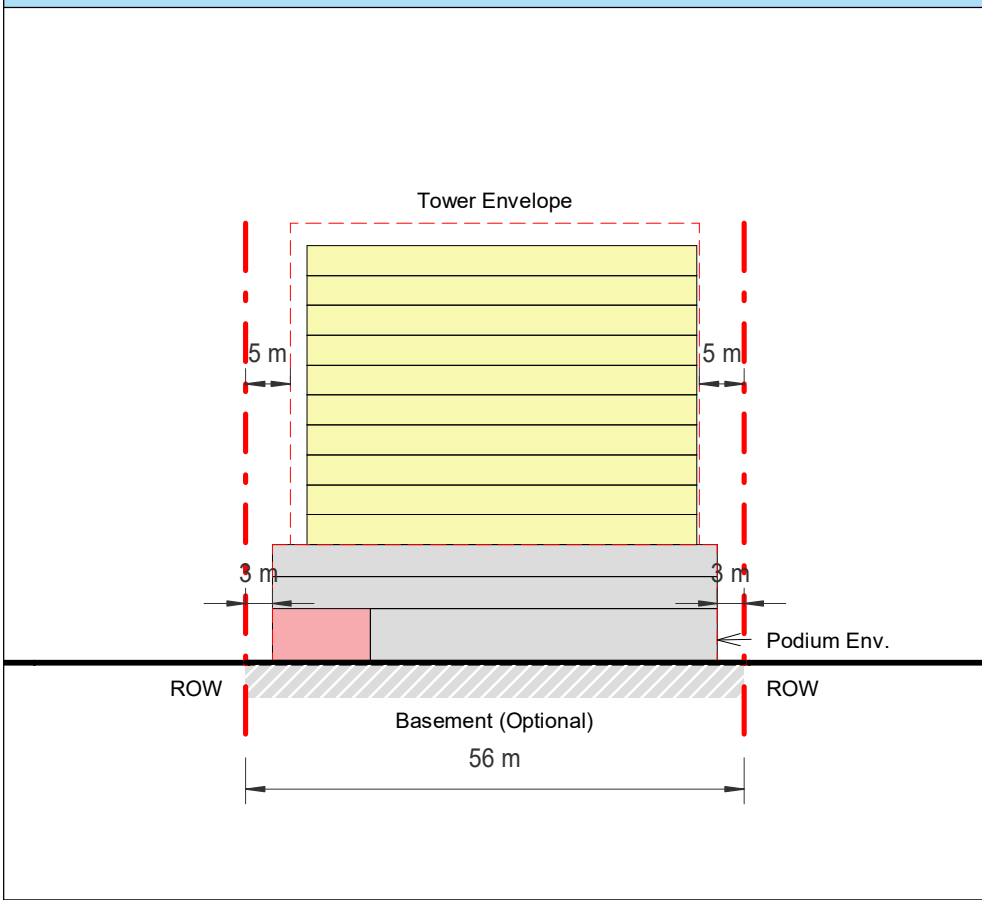 Tower Envelope
5 m
5 m
3 m
3 m
Podium Env.
ROW
ROW
Basement (Optional)
56 m